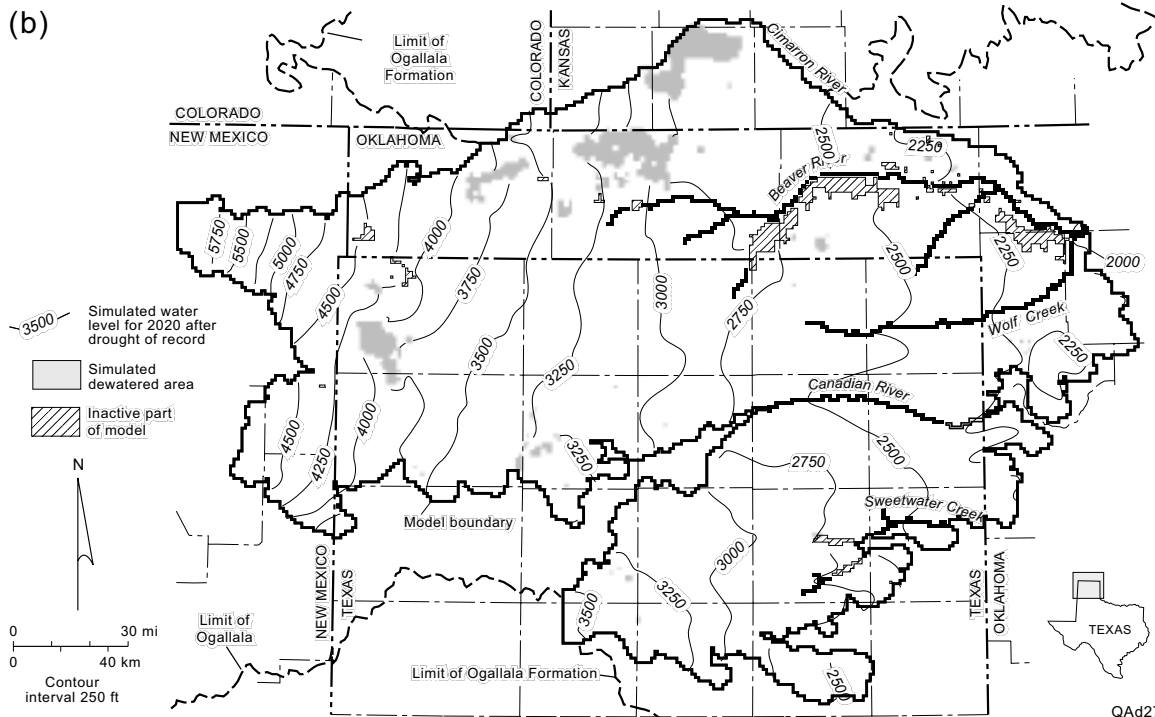 (b)
Limit of
Ogallala
Formation
COLORADO
KANSAS
Cimarron River
COLORADO
NEW MEXICO
OKLAHOMA
2500
2250
Beaver River
5750
5500
5000
4750
4500
4000
3750
3500
3250
3000
2750
2500
2250
2000
3500
Simulated water
level for 2020 after
drought of record
Simulated
dewatered area
Inactive part
of model
Wolf Creek
2250
Canadian River
4500
4250
4000
3250
2750
2500
Sweetwater Creek
N
Model boundary
NEW MEXICO
TEXAS
3500
3250
3000
TEXAS
OKLAHOMA
Limit of
Ogallala
Limit of Ogallala Formation
2500
TEXAS
0 30 mi
0 40 km
Contour
interval 250 ft